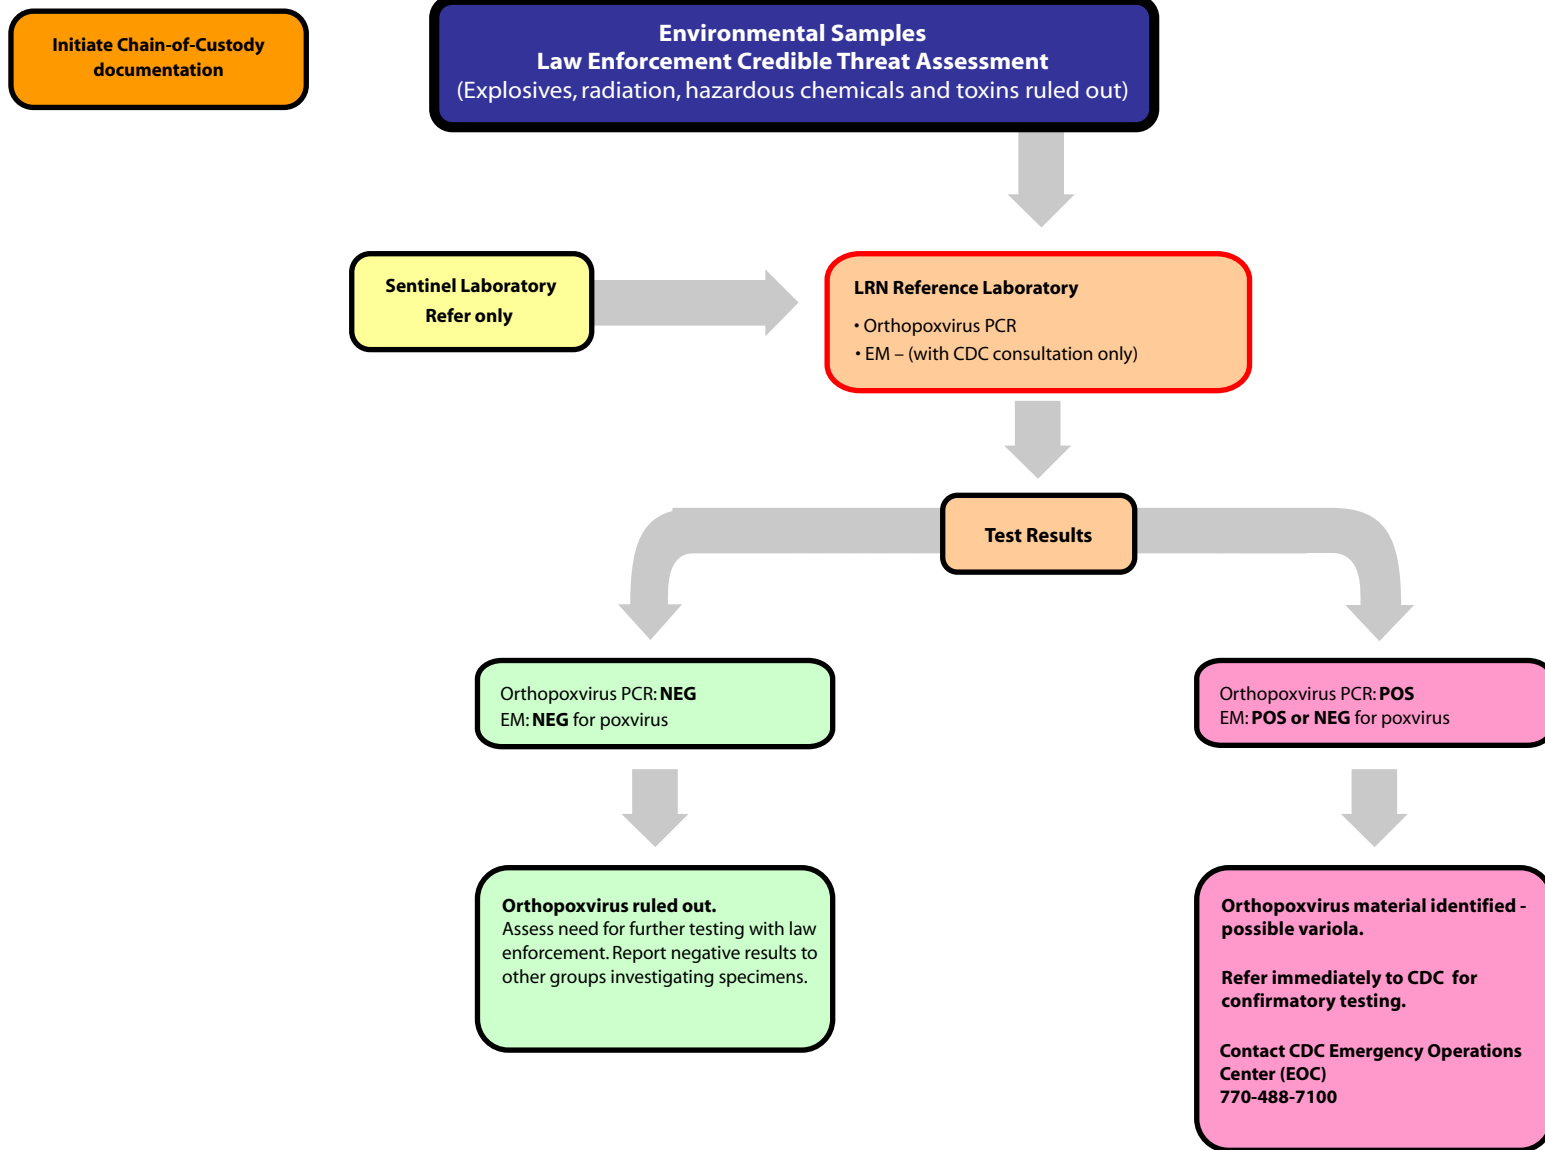 Initiate Chain-of-Custody
documentation
Environmental Samples
Law Enforcement Credible Threat Assessment
(Explosives, radiation, hazardous chemicals and toxins ruled out)
Sentinel Laboratory
Refer only
LRN Reference Laboratory
• Orthopoxvirus PCR
• EM – (with CDC consultation only)
Test Results
Orthopoxvirus PCR: NEG
EM: NEG for poxvirus
Orthopoxvirus PCR: POS
EM: POS or NEG for poxvirus
Orthopoxvirus ruled out.
Assess need for further testing with law
enforcement. Report negative results to
other groups investigating specimens.
Orthopoxvirus material identified -
possible variola.
Refer immediately to CDC for
confirmatory testing.
Contact CDC Emergency Operations
Center (EOC)
770-488-7100